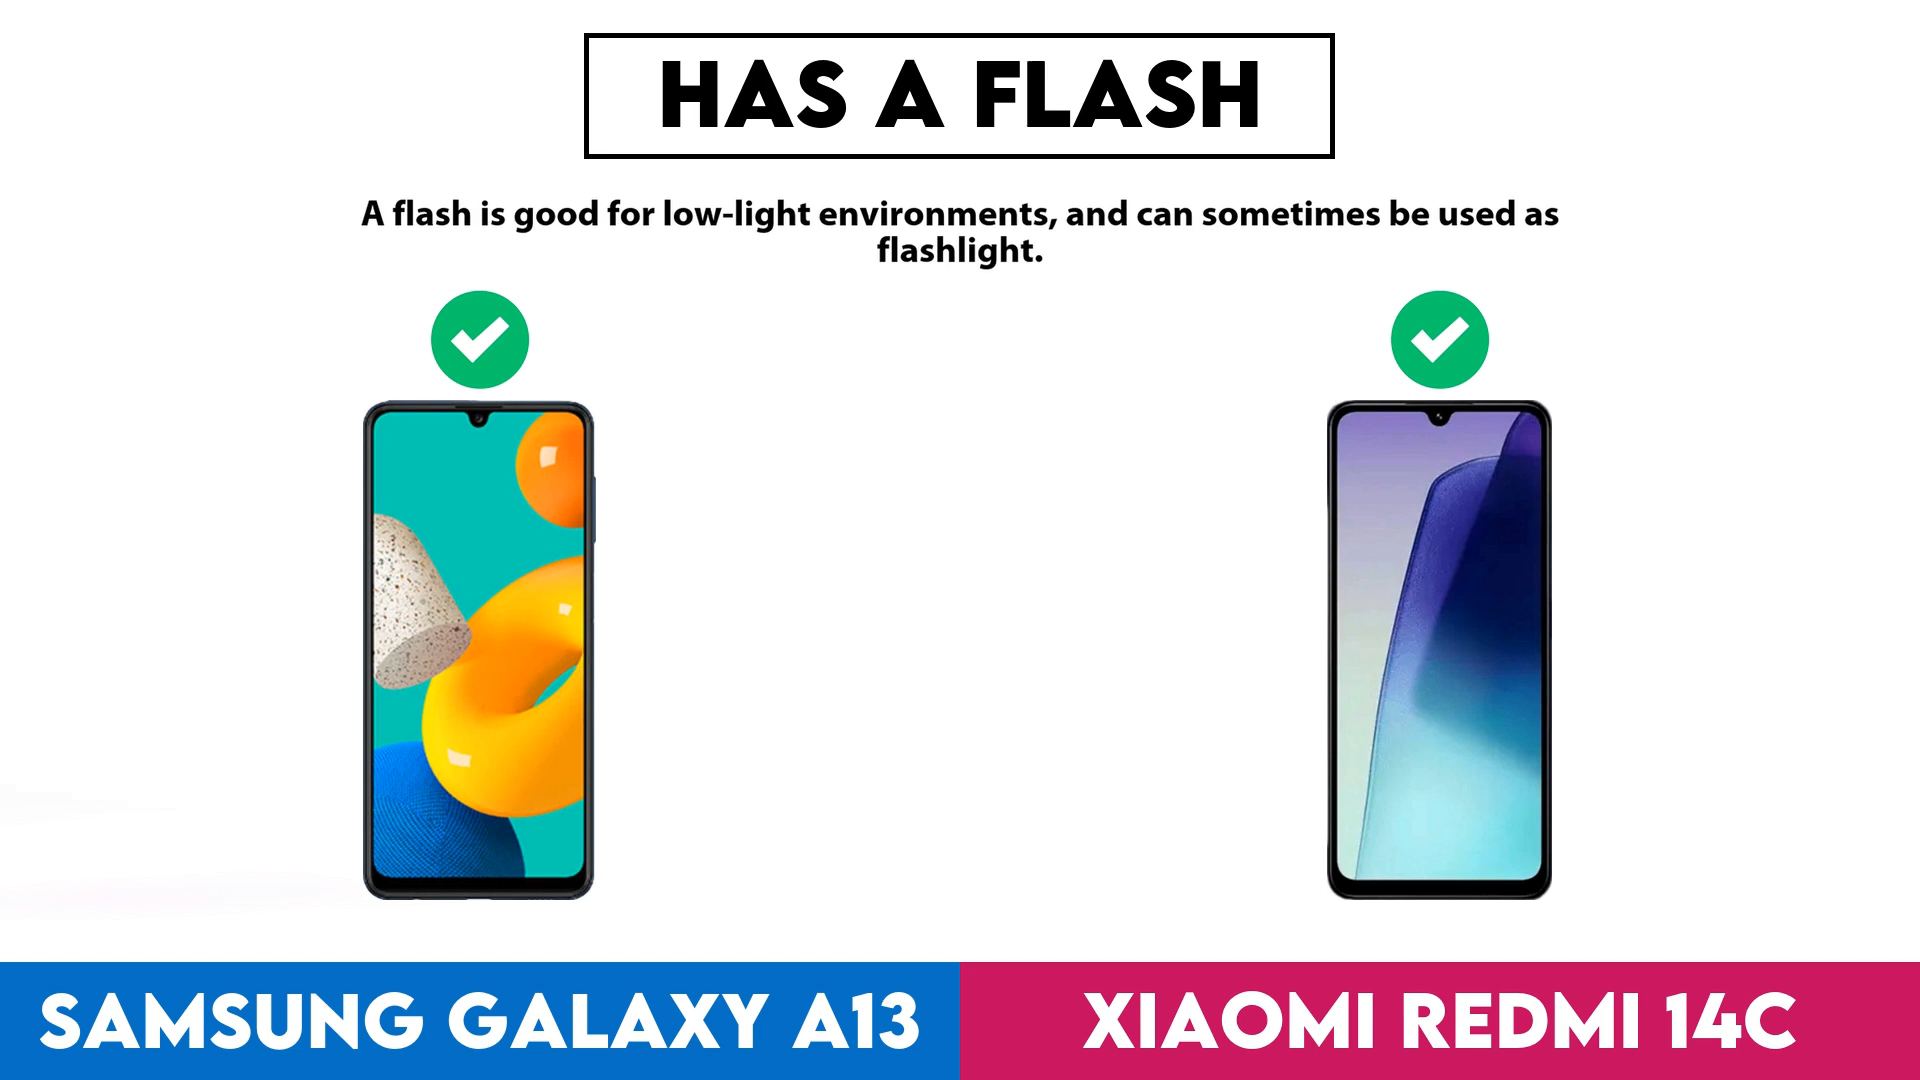 HAS A FLASH
A flash is good for low-light environments, and can sometimes be used as
flashlight.
SAMSUNG GALAXY A13
XIAOMI REDMI 14C